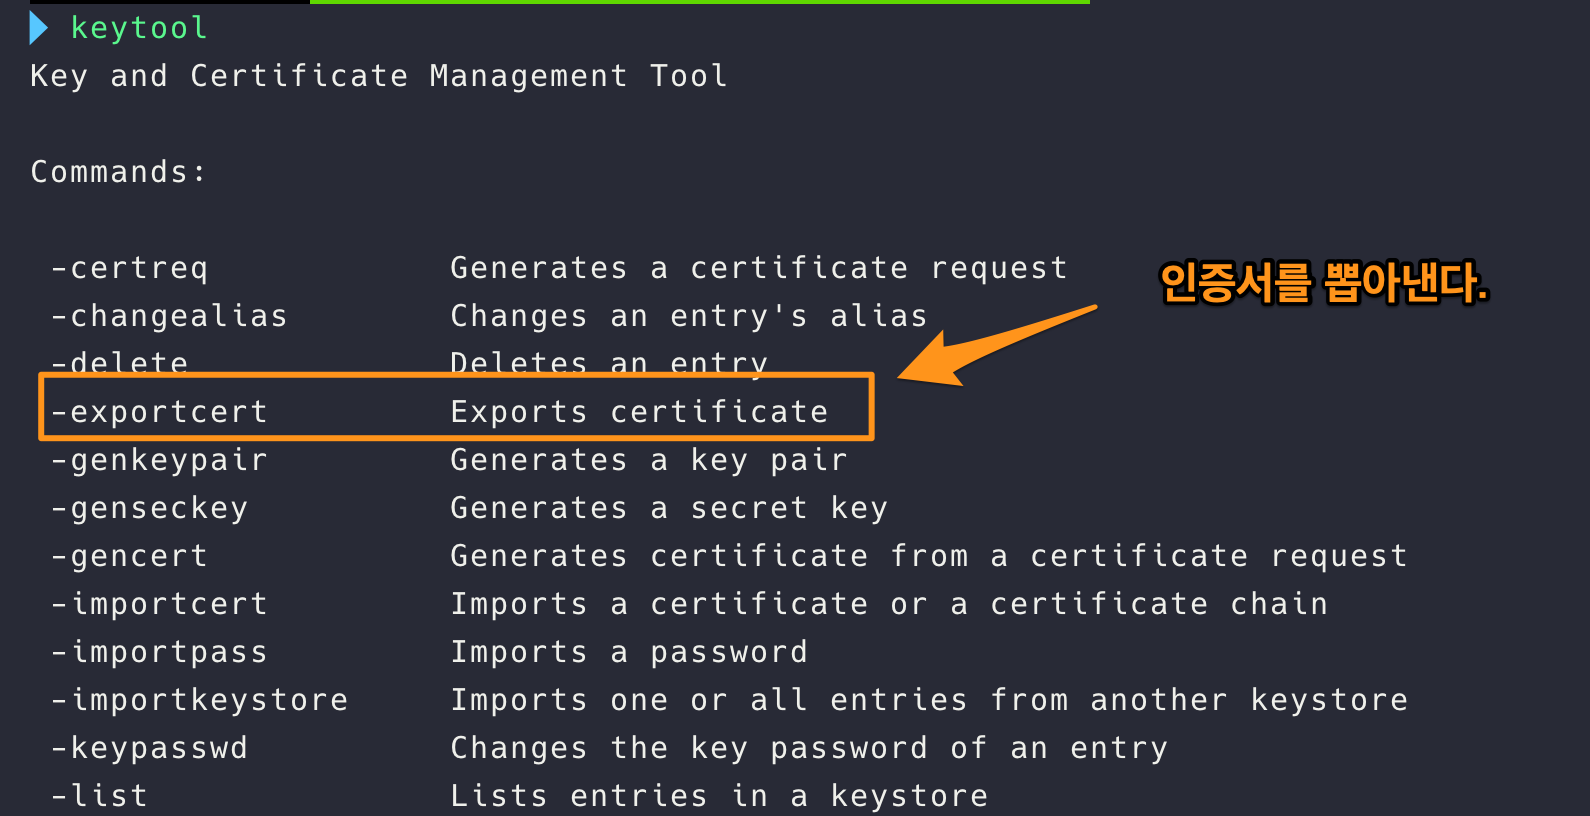 keytool
Key and Certificate Management Tool
Commands:
-certreq Generates a certificate request
인증서를 뽑아낸다.
-changealias Changes an entry's alias
-delete Deletes an entry
-exportcert Exports certificate
-genkeypair Generates a key pair
-genseckey Generates a secret key
-gencert Generates certificate from a certificate request
-importcert Imports a certificate or a certificate chain
-importpass Imports a password
-importkeystore Imports one or all entries from another keystore
-keypasswd Changes the key password of an entry
-list Lists entries in a keystore